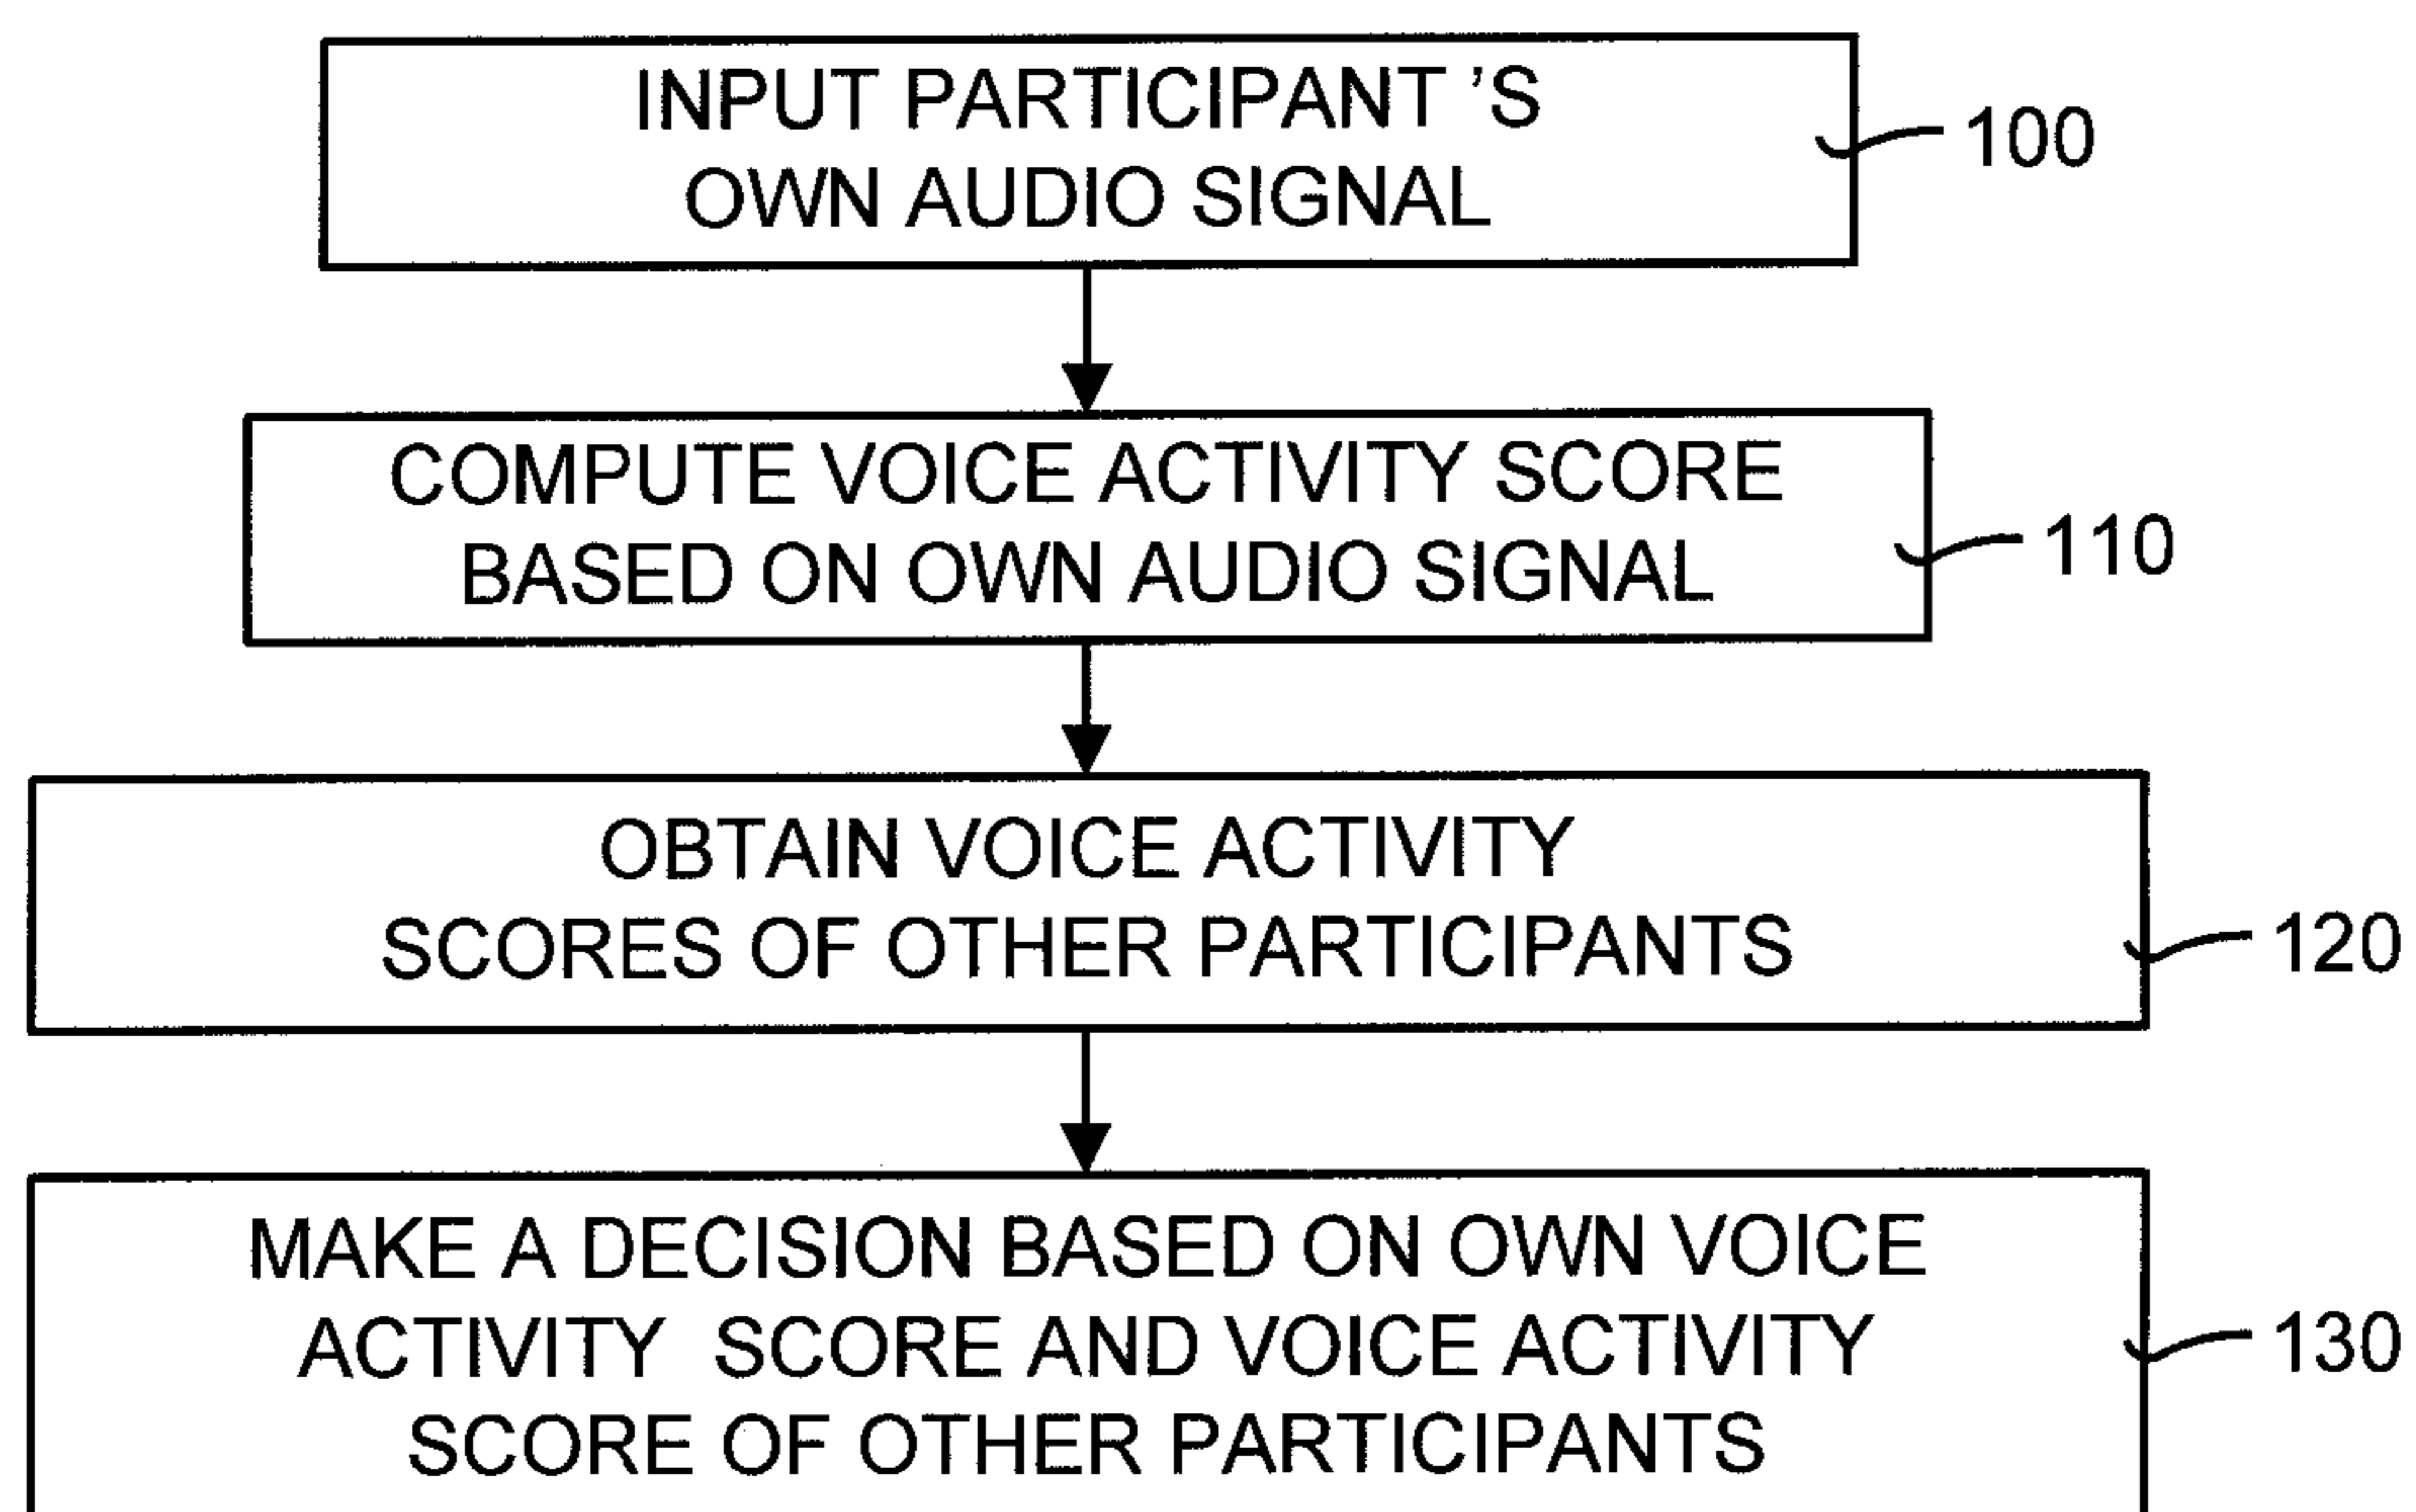 INPUT PARTICIPANT 'S
OWN AUDIO SIGNAL
100
COMPUTE VOICE ACTIVITY SCORE
BASED ON OWN AUDIO SIGNAL
110
OBTAIN VOICE ACTIVITY
SCORES OF OTHER PARTICIPANTS
120
MAKE A DECISION BASED ON OWN VOICE
ACTIVITY SCORE AND VOICE ACTIVITY
SCORE OF OTHER PARTICIPANTS
130